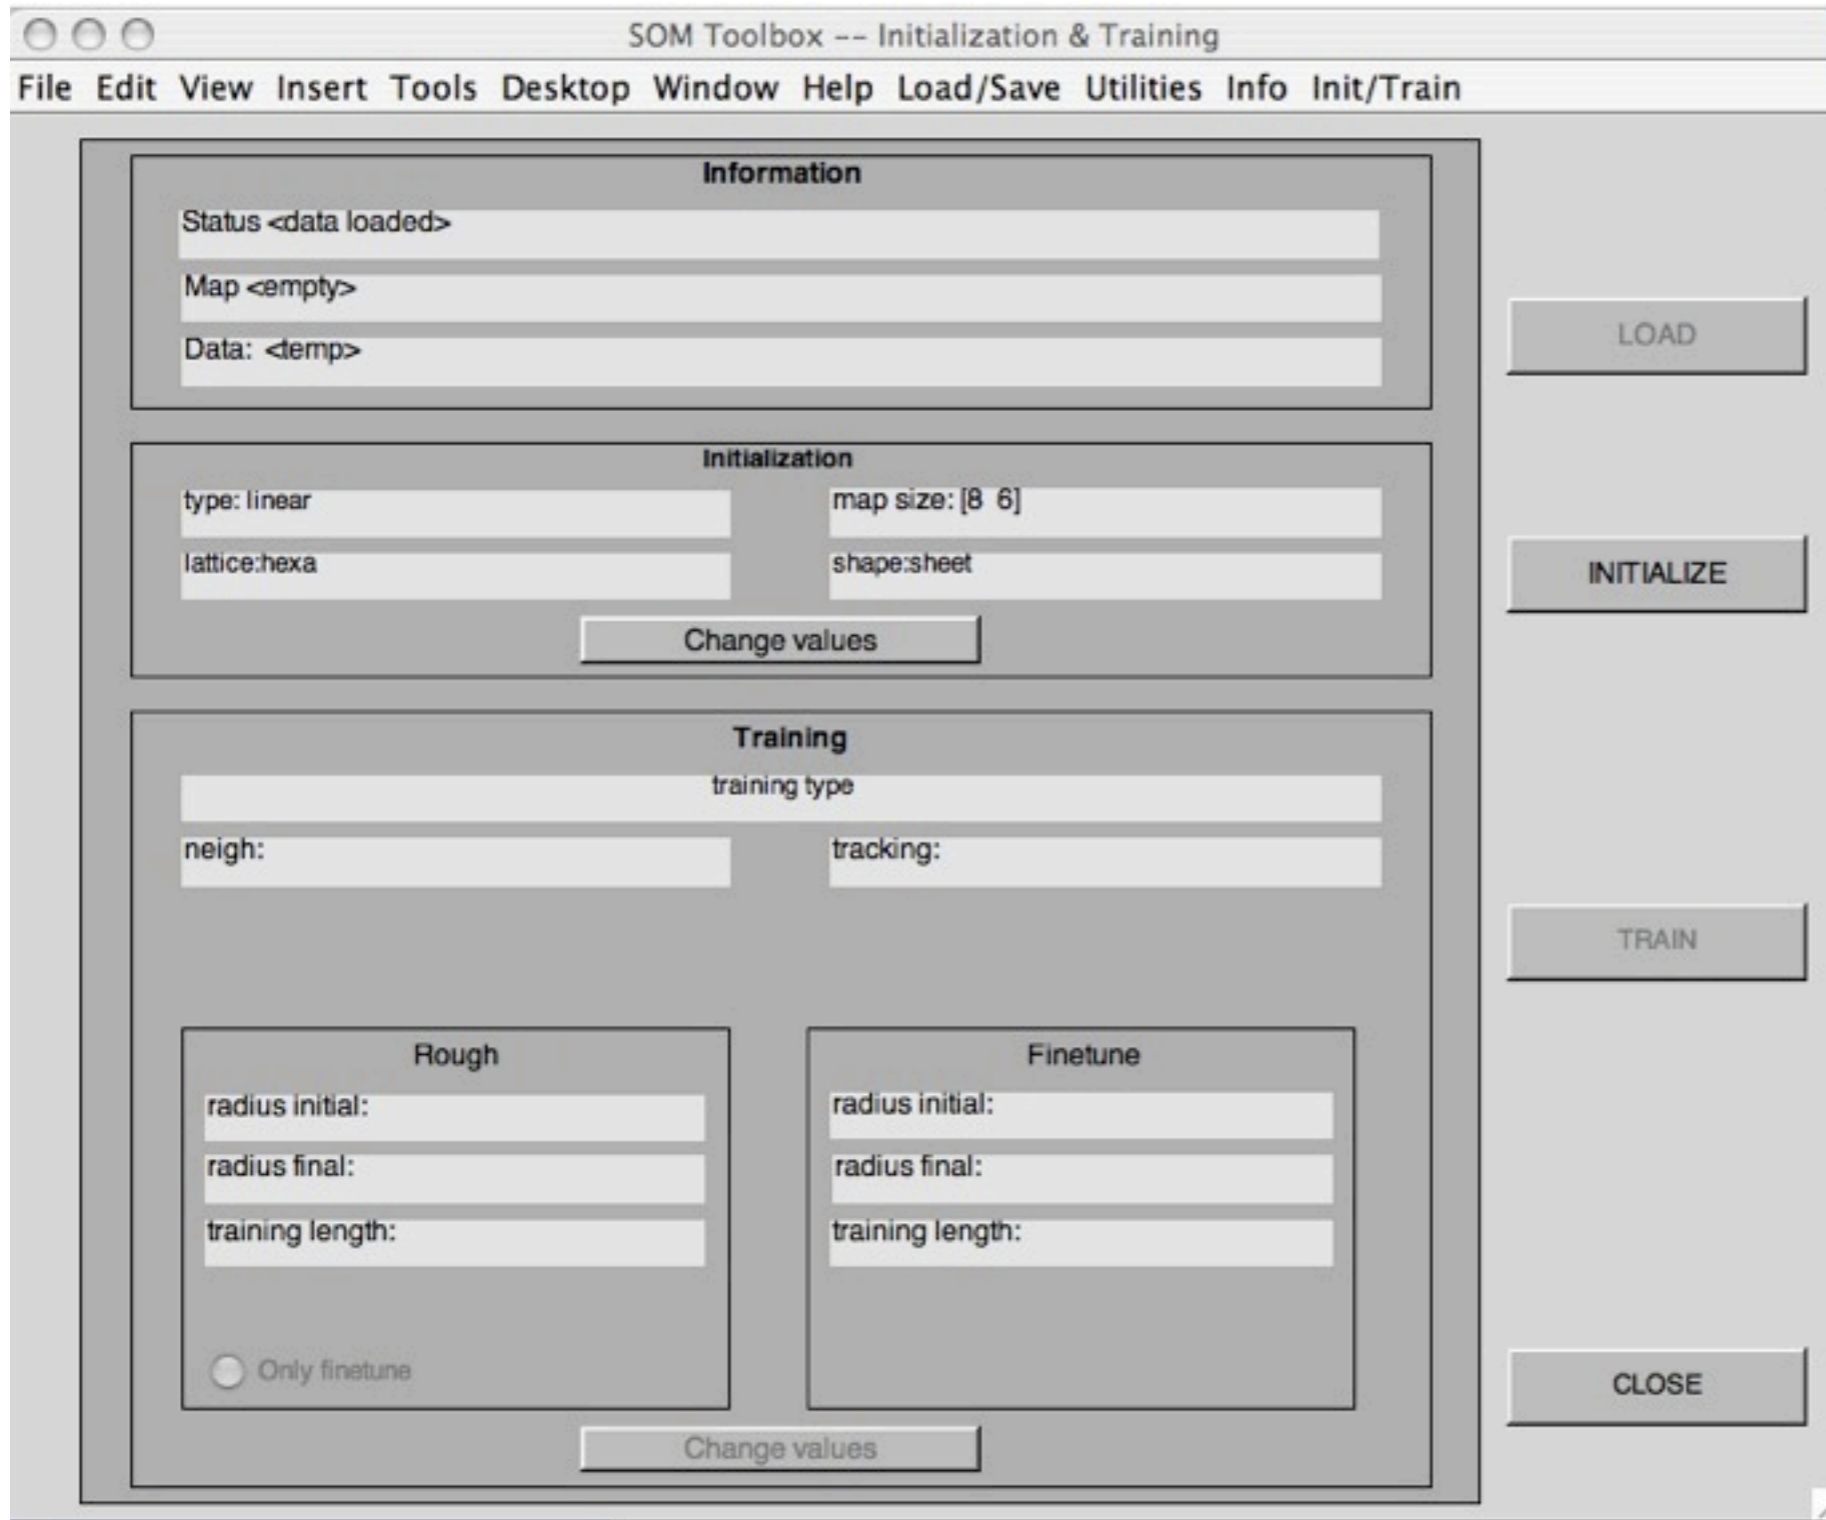 SOM Toolbox -- Initialization & Training
File Edit View Insert Tools Desktop Window Help Load/Save Utilities Info Init/Train
Information
Status <data loaded>
Map <empty>
Data: <temp>
LOAD
Initialization
type: linear
map size: [8 6]
lattice:hexa
shape:sheet
Change values
INITIALIZE
Training
training type
neigh:
tracking:
TRAIN
Rough
radius initial:
radius final:
training length:
Only finetune
Finetune
radius initial:
radius final:
training length:
Change values
CLOSE